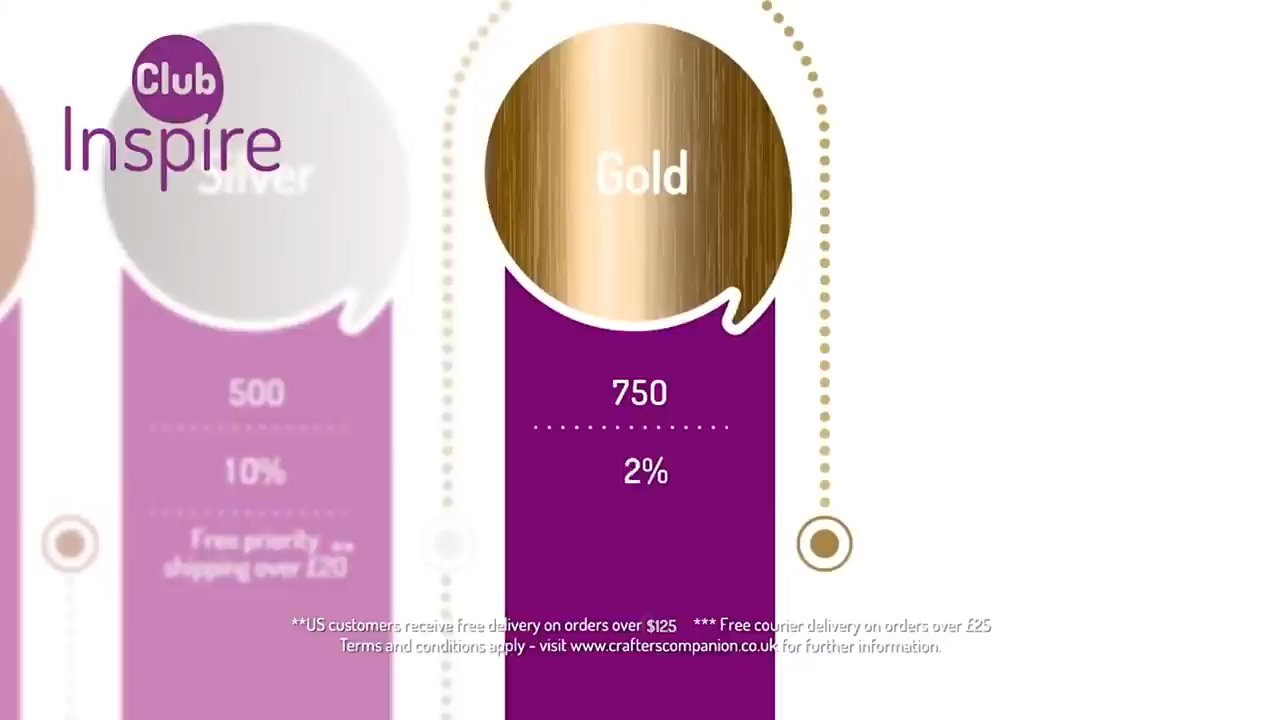 Club
Inspire
Silver
Gold
500
750
10%
2%
Free priority **
shipping over £20
**US customers receive free delivery on orders over $125 *** Free courier delivery on orders over £25
Terms and conditions apply - visit www.crafterscompanion.co.uk for further information.